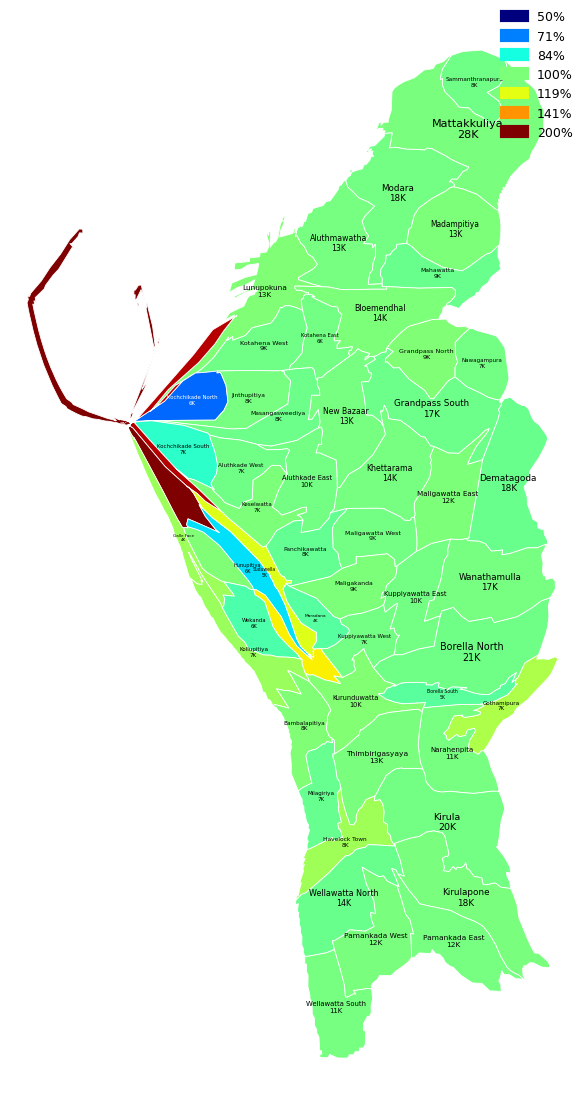 50%
71%
84%
100%
119%
141%
200%
Sammanthranapur...
8K
Mattakkuliya
28K
Modara
18K
Madampitiya
13K
Aluthmawatha
13K
Mahawatta
9K
Lunupokuna
13K
Bloemendhal
14K
Kotahena East
6K
Kotahena West
9K
Grandpass North
9K
Nawagampura
7K
Kochchikade North
6K
Jinthupitiya
8K
Masangasweediya
8K
New Bazaar
13K
Grandpass South
17K
Kochchikade South
7K
Aluthkade West
7K
Aluthkade East
10K
Khettarama
14K
Dematagoda
18K
Maligawatta East
12K
Keselwatta
7K
Galle Face
4K
Maligawatta West
9K
Panchikawatta
8K
Hunupitiya
6K
Suduwella
5K
Maligakanda
9K
Wanathamulla
17K
Kuppiyawatta East
10K
Maradana
4K
Wekanda
6K
Kuppiyawatta West
7K
Kollupitiya
7K
Borella North
21K
Borella South
5K
Gothamipura
7K
Kurunduwatta
10K
Bambalapitiya
8K
Thimbirigasyaya
13K
Narahenpita
11K
Milagiriya
7K
Kirula
20K
Havelock Town
8K
Wellawatta North
14K
Kirulapone
18K
Pamankada West
12K
Pamankada East
12K
Wellawatta South
11K